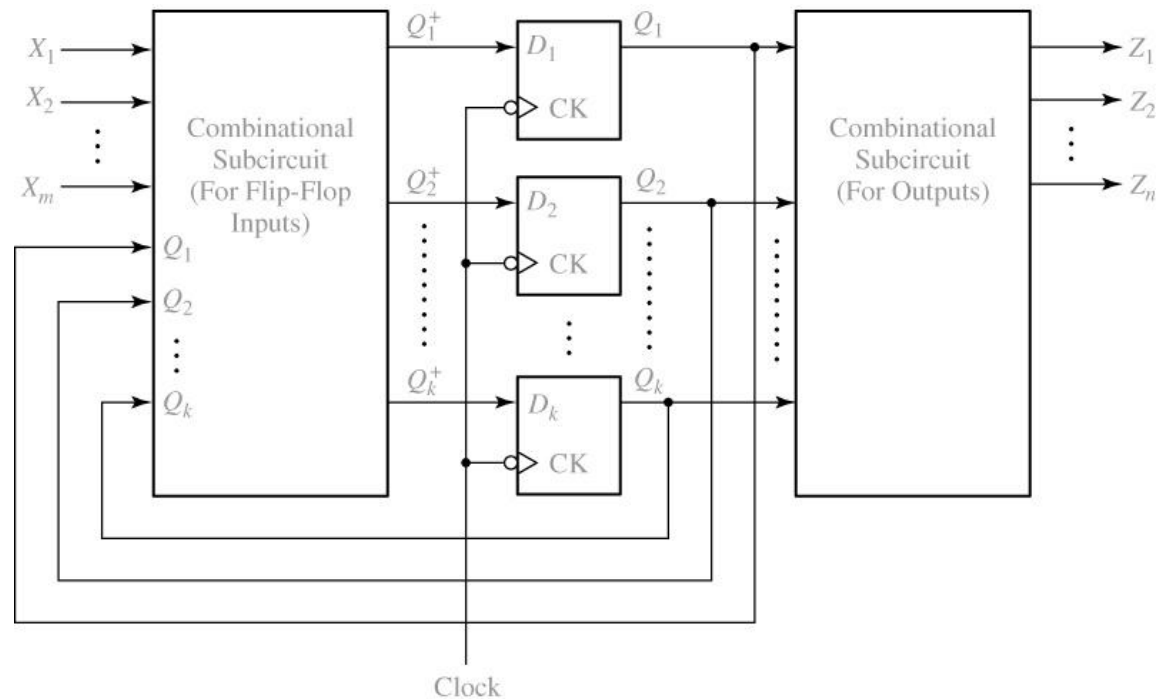 X₁
X₂
Xₘ
Q₁
Q₂
Qₖ
Combinational
Subcircuit
(For Flip-Flop
Inputs)
Q₁⁺
Q₂⁺
Qₖ⁺
D₁
CK
D₂
CK
Dₖ
CK
Q₁
Q₂
Qₖ
Combinational
Subcircuit
(For Outputs)
Z₁
Z₂
Zₙ
Clock